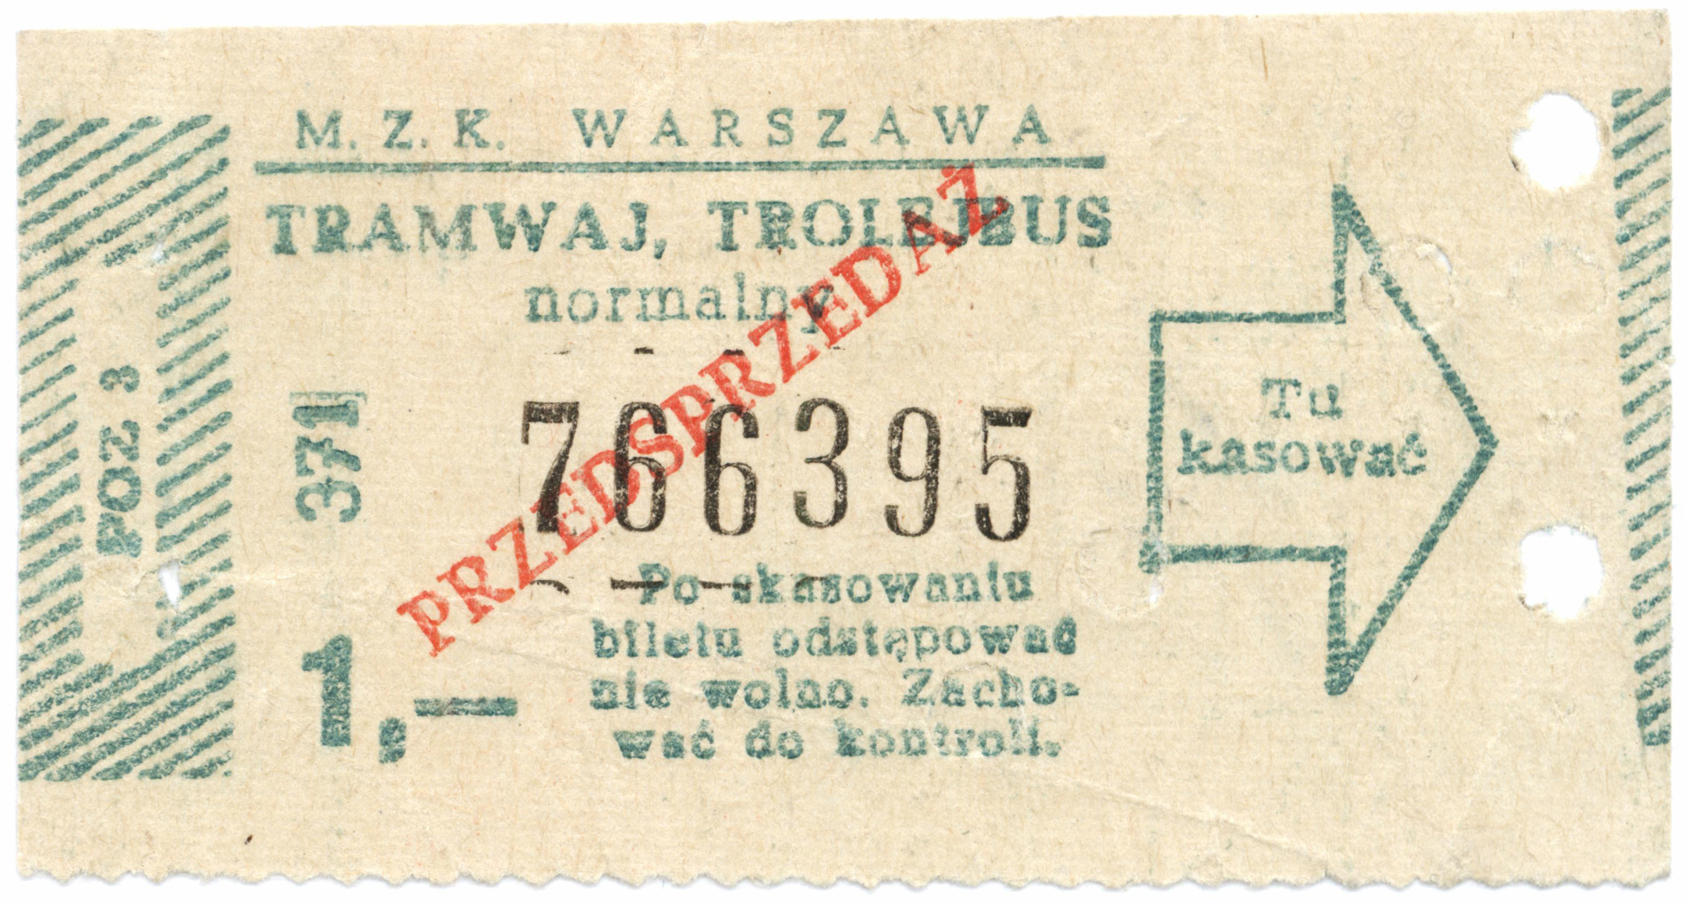 M. Z. K. WARSZAWA
TRAMWAJ, TROLEJBUS
normalny
PRZEDSPRZEDAŻ
POZ 3
371
766395
1,—
Po skasowaniu
biletu odstępować
nie wolno. Zacho-
wać do kontroli.
Tu
kasować